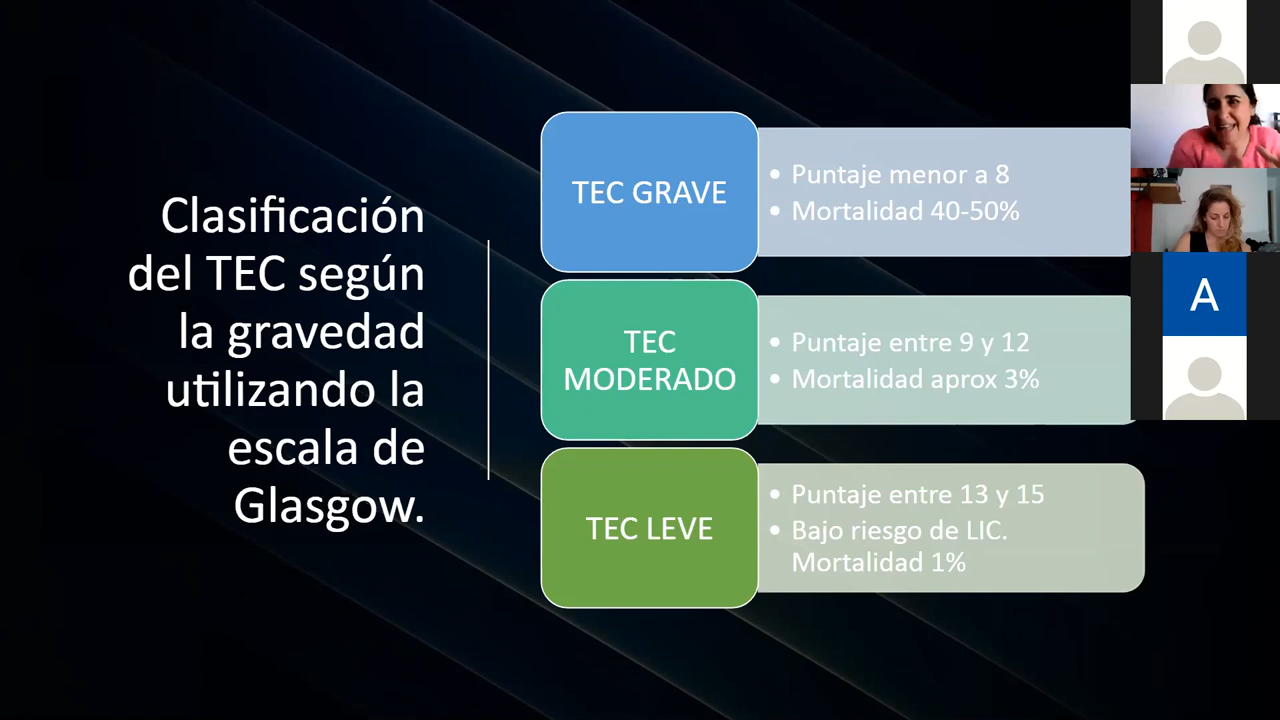 Clasificación
del TEC según
la gravedad
utilizando la
escala de
Glasgow.
TEC GRAVE
• Puntaje menor a 8
• Mortalidad 40-50%
TEC
MODERADO
• Puntaje entre 9 y 12
• Mortalidad aprox 3%
TEC LEVE
• Puntaje entre 13 y 15
• Bajo riesgo de LIC.
Mortalidad 1%
A